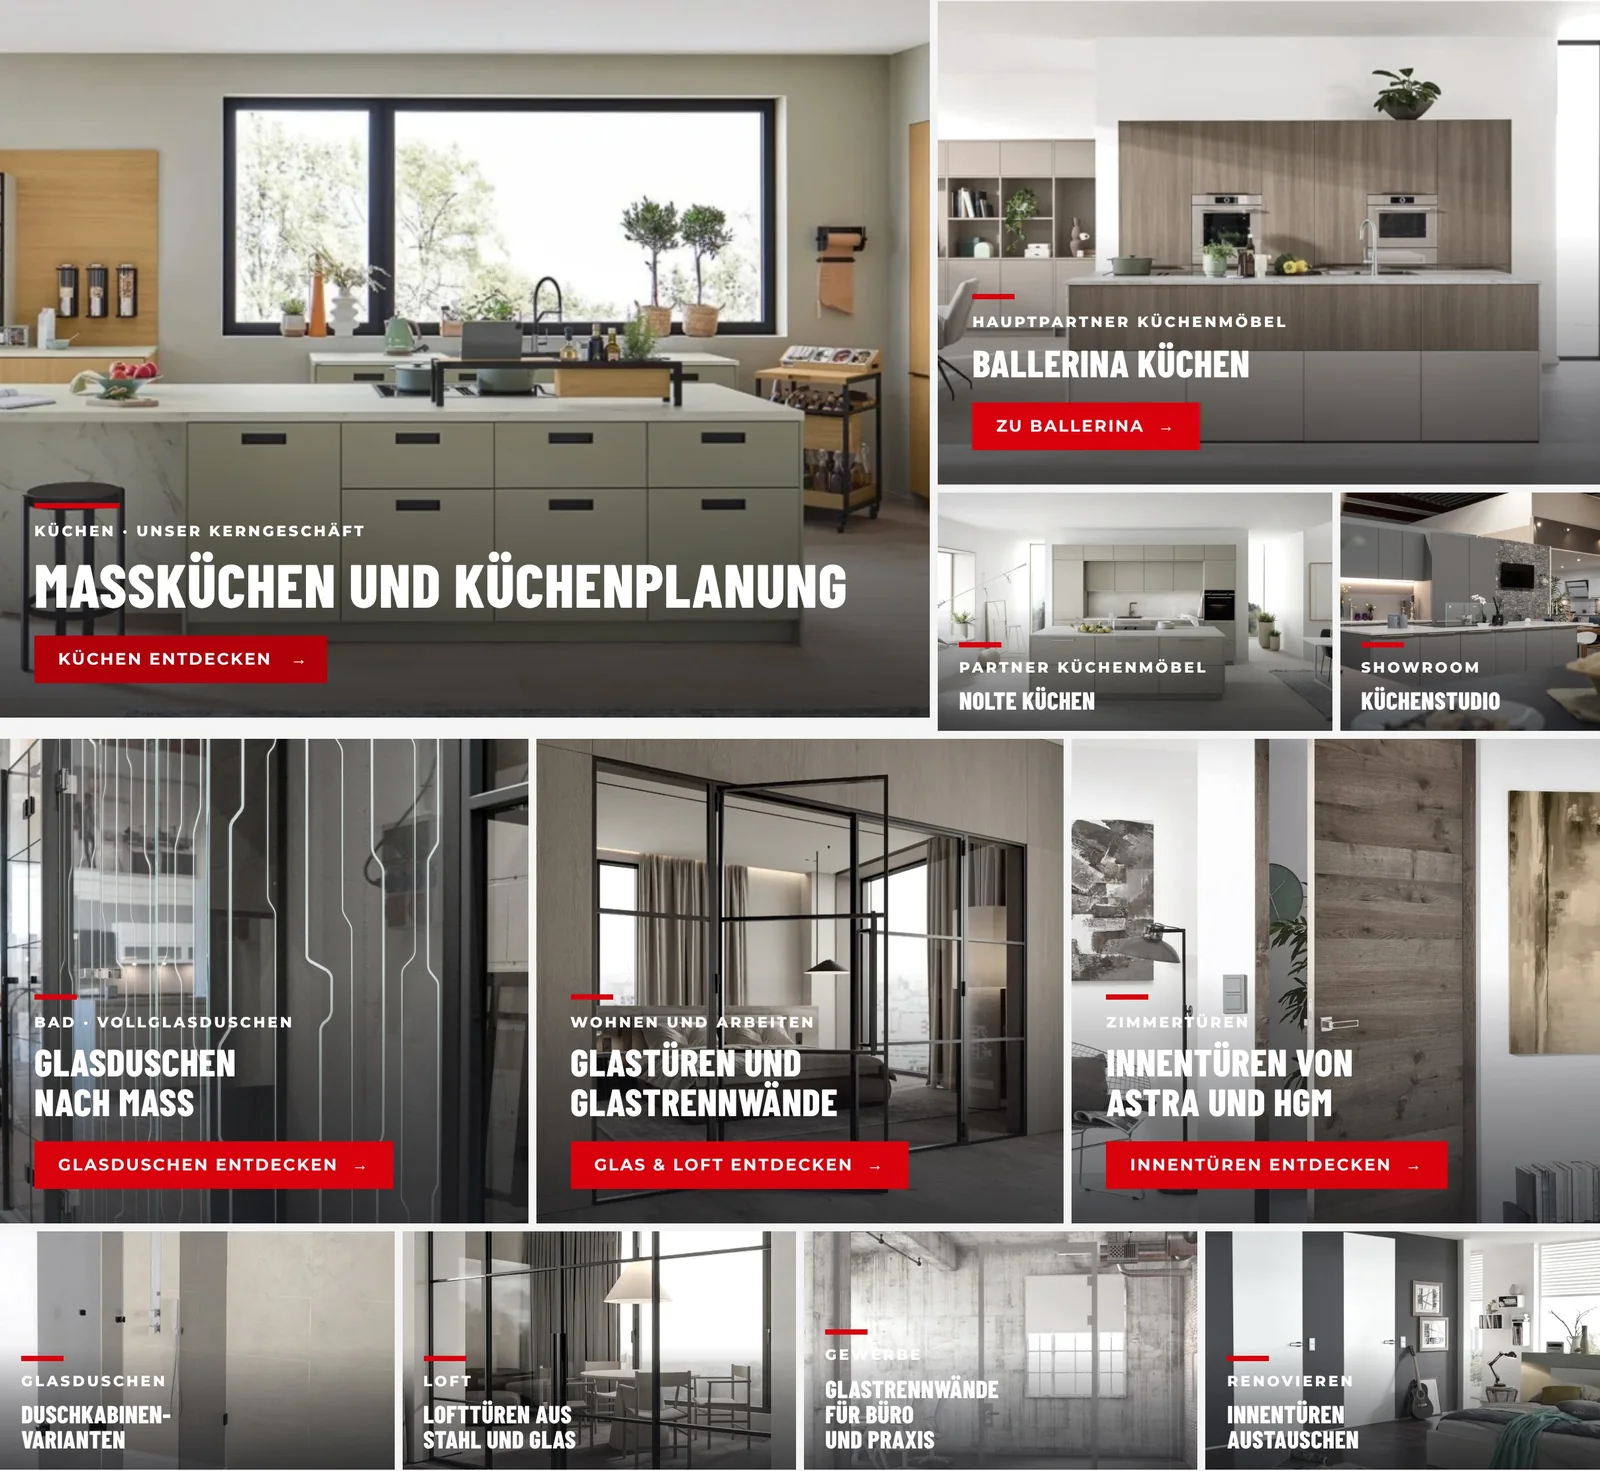 KÜCHEN · UNSER KERNGESCHÄFT
MASSKÜCHEN UND KÜCHENPLANUNG
KÜCHEN ENTDECKEN →
HAUPTPARTNER KÜCHENMÖBEL
BALLERINA KÜCHEN
ZU BALLERINA →
PARTNER KÜCHENMÖBEL
NOLTE KÜCHEN
SHOWROOM
KÜCHENSTUDIO
BAD · VOLLGLASDUSCHEN
GLASDUSCHEN
NACH MASS
GLASDUSCHEN ENTDECKEN →
WOHNEN UND ARBEITEN
GLASTÜREN UND
GLASTRENNWÄNDE
GLAS & LOFT ENTDECKEN →
ZIMMERTÜREN
INNENTÜREN VON
ASTRA UND HGM
INNENTÜREN ENTDECKEN →
GLASDUSCHEN
DUSCHKABINEN-
VARIANTEN
LOFT
LOFTTÜREN AUS
STAHL UND GLAS
GEWERBE
GLASTRENNWÄNDE
FÜR BÜRO
UND PRAXIS
RENOVIEREN
INNENTÜREN
AUSTAUSCHEN